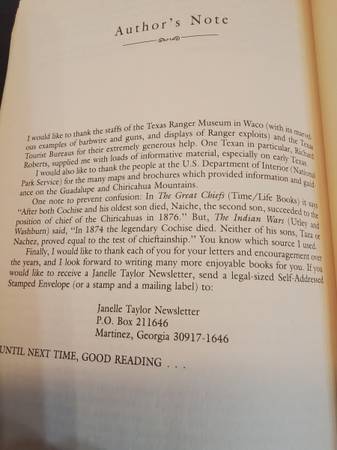 Author's Note
I would like to thank the staffs of the Texas Ranger Museum in Waco (with its marvel-
ous examples of barbwire and guns, and displays of Ranger exploits) and the Texas
Tourist Bureaus for their extremely generous help. One Texan in particular, Richard
Roberts, supplied me with loads of informative material, especially on early Texas.
I would also like to thank the people at the U.S. Department of Interior (National
Park Service) for the many maps and brochures which provided information and guid-
ance on the Guadalupe and Chiricahua Mountains.
One note to prevent confusion: In The Great Chiefs (Time/Life Books) it says
"After both Cochise and his oldest son died, Naiche, the second son, succeeded to the
position of chief of the Chiricahuas in 1876." But, The Indian Wars (Utley and
Washburn) said, "In 1874 the legendary Cochise died. Neither of his sons, Tara or
Nachez, proved equal to the test of chieftainship." You know which source I used.
Finally, I would like to thank each of you for your letters and encouragement over
the years, and I look forward to writing many more enjoyable books for you. If you
would like to receive a Janelle Taylor Newsletter, send a legal-sized Self-Addressed
Stamped Envelope (or a stamp and a mailing label) to:
Janelle Taylor Newsletter
P.O. Box 211646
Martinez, Georgia 30917-1646
UNTIL NEXT TIME, GOOD READING . . .